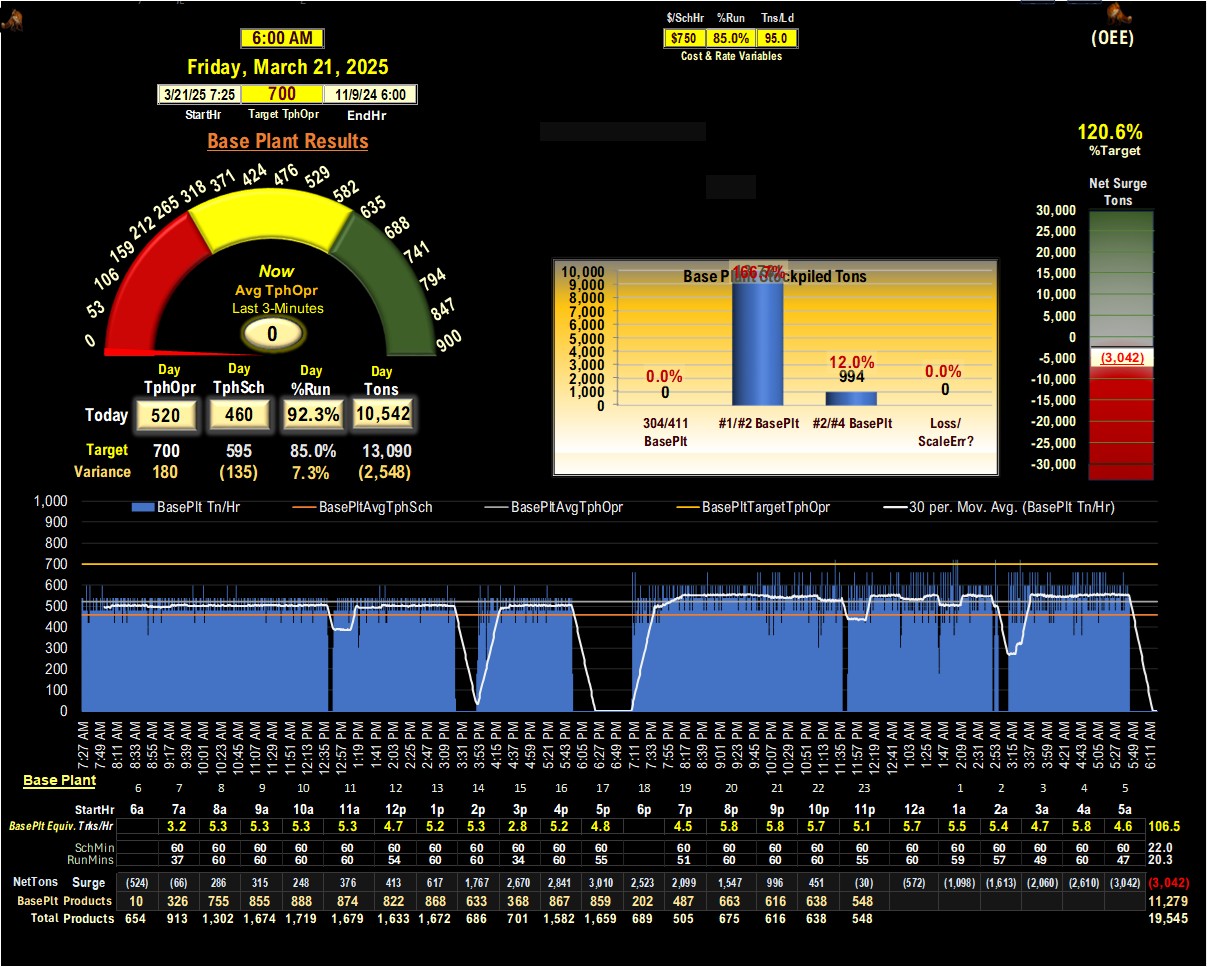 $/SchHr %Run Tns/Ld
$750 85.0% 95.0
Cost & Rate Variables
(OEE)
6:00 AM
Friday, March 21, 2025
3/21/25 7:25 700 11/9/24 6:00
StartHr Target TphOpr EndHr
Base Plant Results
120.6%
%Target
Net Surge
Tons
30,000
25,000
20,000
15,000
10,000
5,000
0
-5,000
-10,000
-15,000
-20,000
-25,000
-30,000
(3,042)
0 53 106 159 212 265 318 371 424 476 529 582 635 688 741 794 847 900
Now
Avg TphOpr
Last 3-Minutes
0
Day Day Day Day
TphOpr TphSch %Run Tons
Today 520 460 92.3% 10,542
Target 700 595 85.0% 13,090
Variance 180 (135) 7.3% (2,548)
Base Plant Stockpiled Tons
10,000
9,000
8,000
7,000
6,000
5,000
4,000
3,000
2,000
1,000
0
0.0% 12.0% 0.0%
0 994 0
304/411 #1/#2 BasePlt #2/#4 BasePlt Loss/
BasePlt ScaleErr?
BasePlt Tn/Hr BasePltAvgTphSch BasePltAvgTphOpr BasePltTargetTphOpr 30 per. Mov. Avg. (BasePlt Tn/Hr)
1,000
900
800
700
600
500
400
300
200
100
0
7:27 AM 7:49 AM 8:11 AM 8:33 AM 8:55 AM 9:17 AM 9:39 AM 10:01 AM 10:23 AM 10:45 AM 11:07 AM 11:29 AM 11:51 AM 12:13 PM 12:35 PM 12:57 PM 1:19 PM 1:41 PM 2:03 PM 2:25 PM 2:47 PM 3:09 PM 3:31 PM 3:53 PM 4:15 PM 4:37 PM 4:59 PM 5:21 PM 5:43 PM 6:05 PM 6:27 PM 6:49 PM 7:11 PM 7:33 PM 7:55 PM 8:17 PM 8:39 PM 9:01 PM 9:23 PM 9:45 PM 10:07 PM 10:29 PM 10:51 PM 11:13 PM 11:35 PM 11:57 PM 12:19 AM 12:41 AM 1:03 AM 1:25 AM 1:47 AM 2:09 AM 2:31 AM 2:53 AM 3:15 AM 3:37 AM 3:59 AM 4:21 AM 4:43 AM 5:05 AM 5:27 AM 5:49 AM 6:11 AM
Base Plant
6 7 8 9 10 11 12 13 14 15 16 17 18 19 20 21 22 23 1 2 3 4 5
StartHr 6a 7a 8a 9a 10a 11a 12p 1p 2p 3p 4p 5p 6p 7p 8p 9p 10p 11p 12a 1a 2a 3a 4a 5a
BasePlt Equiv. Trks/Hr 3.2 5.3 5.3 5.3 5.3 4.7 5.2 5.3 2.8 5.2 4.8 4.5 5.8 5.8 5.7 5.1 5.7 5.5 5.4 4.7 5.8 4.6 106.5
SchMin 60 60 60 60 60 60 60 60 60 60 60 60 60 60 60 60 60 60 60 60 60 60 22.0
RunMins 37 60 60 60 60 54 60 60 34 60 55 51 60 60 60 55 60 59 57 49 60 47 20.3
NetTons Surge (524) (66) 286 315 248 376 413 617 1,767 2,670 2,841 3,010 2,523 2,099 1,547 996 451 (30) (572) (1,098) (1,613) (2,060) (2,610) (3,042) (3,042)
BasePlt Products 10 326 755 855 888 874 822 868 633 368 867 859 202 487 663 616 638 548 11,279
Total Products 654 913 1,302 1,674 1,719 1,679 1,633 1,672 686 701 1,582 1,659 689 505 675 616 638 548 19,545